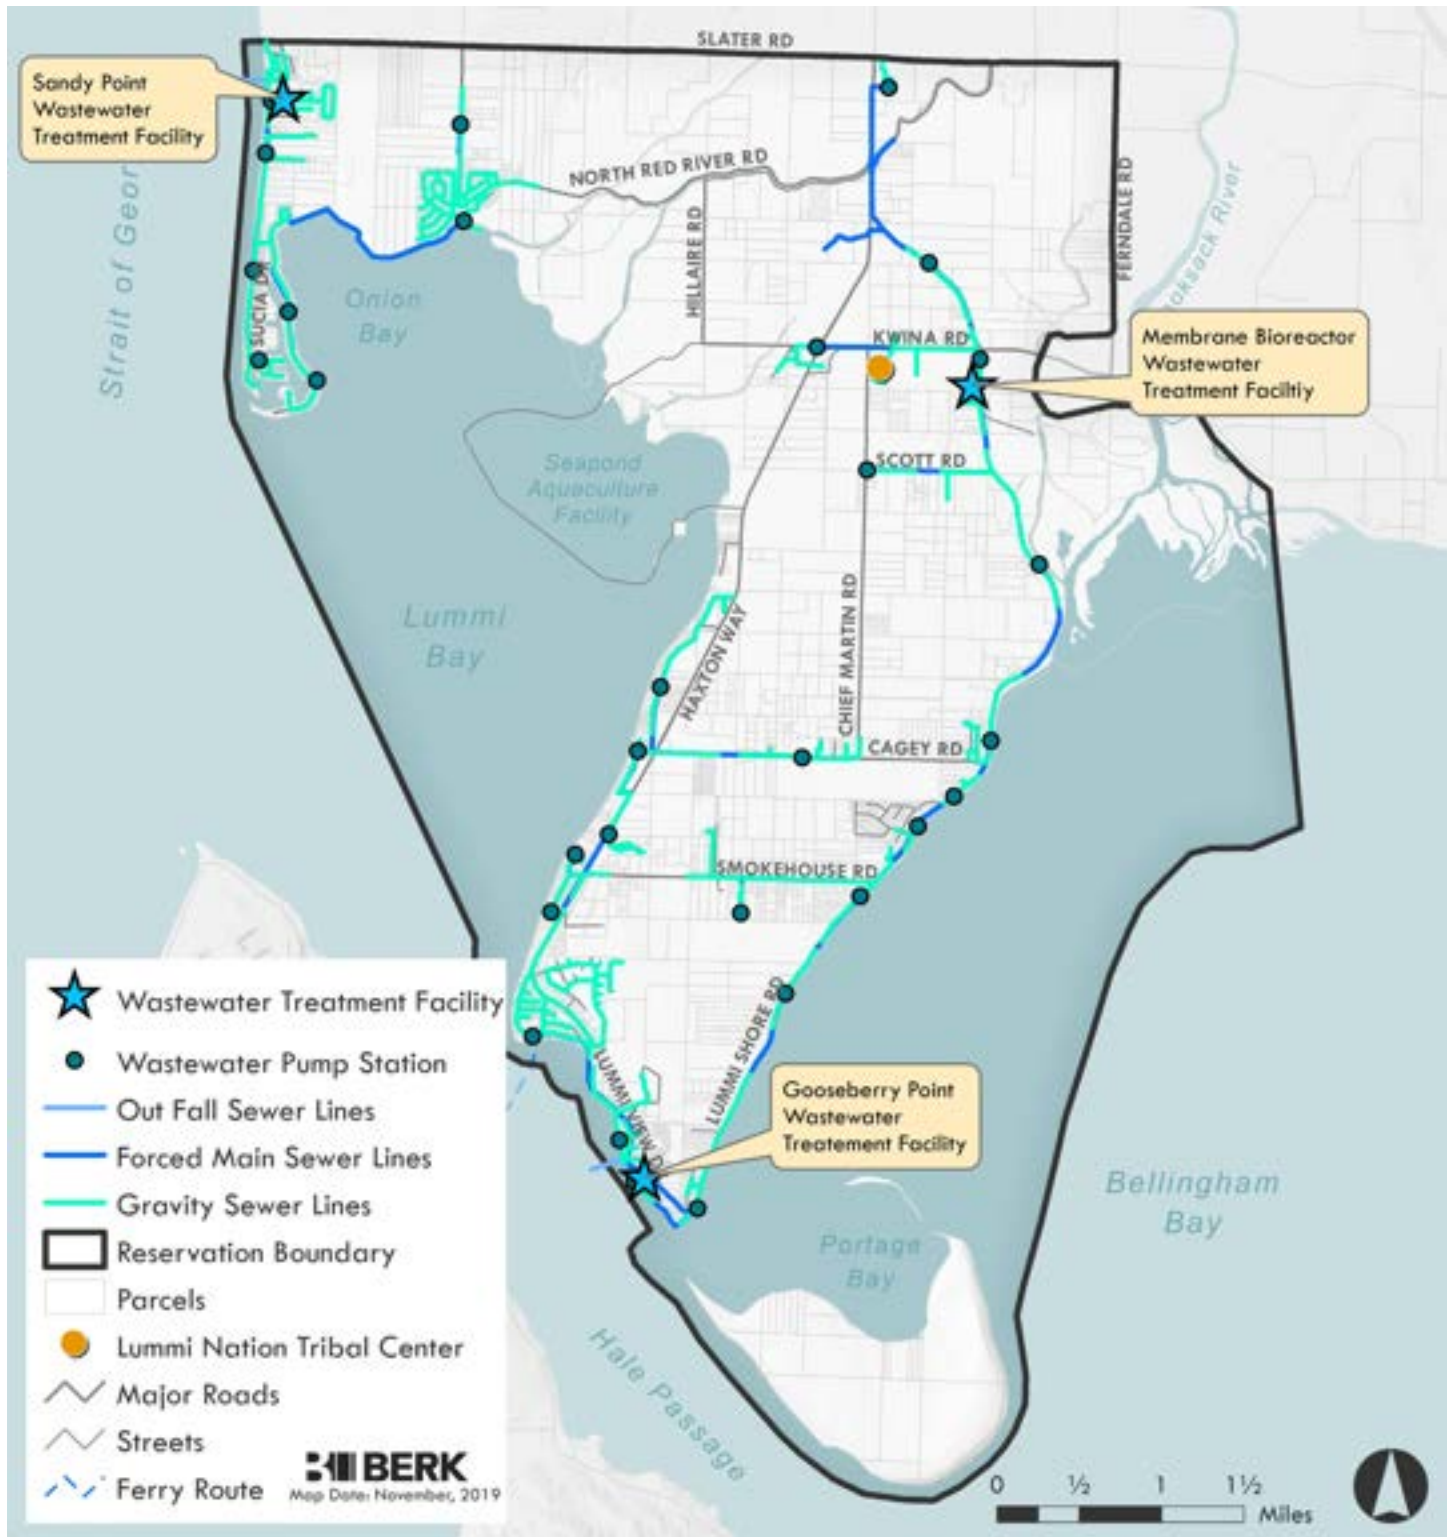 SLATER RD
Sandy Point
Wastewater
Treatment Facility
NORTH RED RIVER RD
FERNDALE RD
HILLAIRE RD
Strait of Geor
ooksack River
SUCIA DR
Onion
Bay
KWINA RD
Membrane Bioreactor
Wastewater
Treatment Faciltiy
SCOTT RD
Seapond
Aquaculture
Facility
Lummi
Bay
HAXTON WAY
CHIEF MARTIN RD
CAGEY RD
SMOKEHOUSE RD
LUMMI SHORE RD
LUMMI VIEW D
Gooseberry Point
Wastewater
Treatement Facility
Bellingham
Bay
Portage
Bay
Hale Passage
Wastewater Treatment Facility
Wastewater Pump Station
Out Fall Sewer Lines
Forced Main Sewer Lines
Gravity Sewer Lines
Reservation Boundary
Parcels
Lummi Nation Tribal Center
Major Roads
Streets
Ferry Route
BERK
Map Date: November, 2019
0 ½ 1 1½
Miles